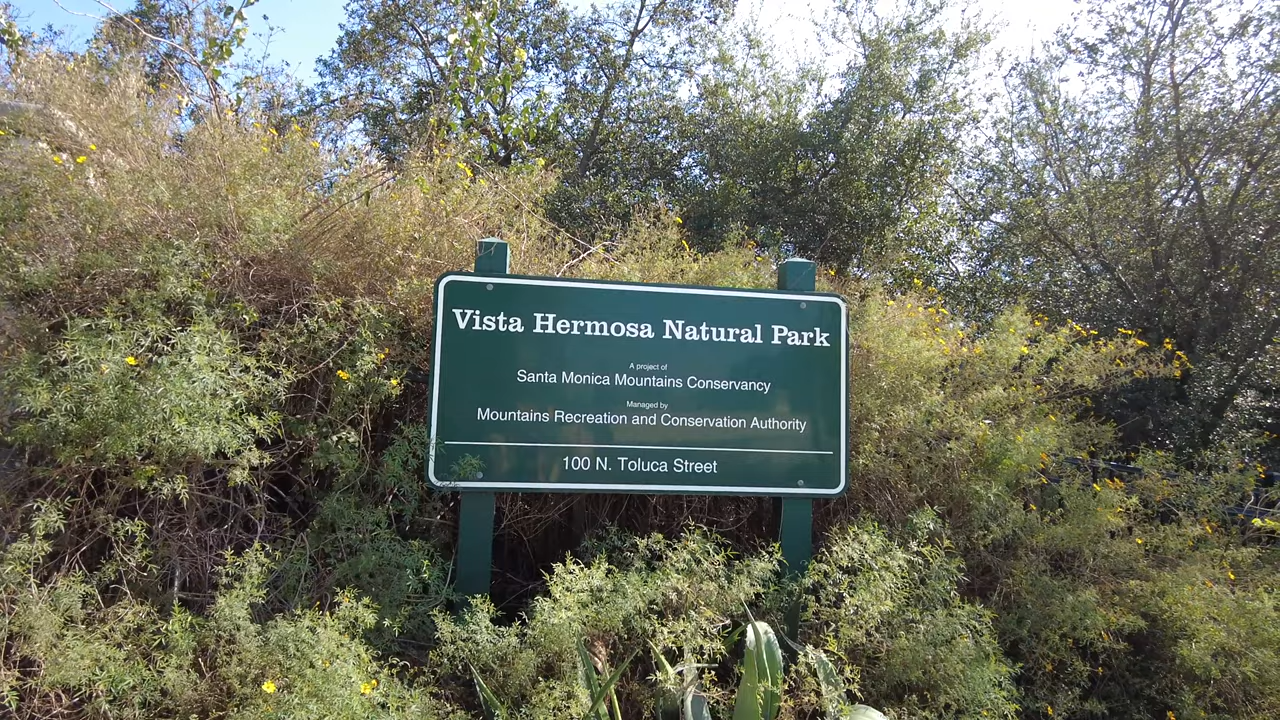 Vista Hermosa Natural Park
A project of
Santa Monica Mountains Conservancy
Managed by
Mountains Recreation and Conservation Authority
100 N. Toluca Street